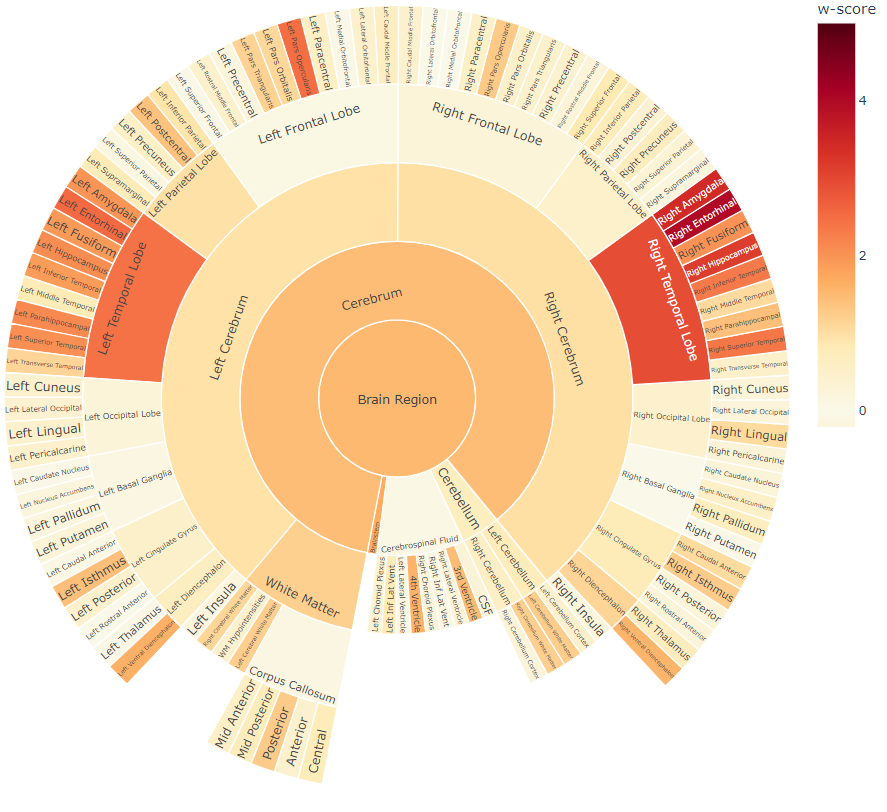 w-score
4
2
0
Brain Region
Cerebrum
Left Cerebrum
Right Cerebrum
Left Frontal Lobe
Right Frontal Lobe
Left Parietal Lobe
Right Parietal Lobe
Left Temporal Lobe
Right Temporal Lobe
Left Occipital Lobe
Right Occipital Lobe
Left Basal Ganglia
Right Basal Ganglia
Left Cingulate Gyrus
Right Cingulate Gyrus
Left Diencephalon
Right Diencephalon
Left Insula
Right Insula
White Matter
Corpus Callosum
Brainstem
Cerebrospinal Fluid
Cerebellum
Left Cerebellum
Right Cerebellum
Left Caudal Middle Frontal
Left Lateral Orbitofrontal
Left Medial Orbitofrontal
Left Paracentral
Left Pars Opercularis
Left Pars Orbitalis
Left Pars Triangularis
Left Precentral
Left Rostral Middle Frontal
Left Superior Frontal
Left Inferior Parietal
Left Postcentral
Left Precuneus
Left Superior Parietal
Left Supramarginal
Left Amygdala
Left Entorhinal
Left Fusiform
Left Hippocampus
Left Inferior Temporal
Left Middle Temporal
Left Parahippocampal
Left Superior Temporal
Left Transverse Temporal
Left Cuneus
Left Lateral Occipital
Left Lingual
Left Pericalcarine
Left Caudate Nucleus
Left Nucleus Accumbens
Left Pallidum
Left Putamen
Left Caudal Anterior
Left Isthmus
Left Posterior
Left Rostral Anterior
Left Thalamus
Left Ventral Diencephalon
Right Cerebral White Matter
WM Hypointensities
Left Cerebral White Matter
Mid Anterior
Mid Posterior
Posterior
Anterior
Central
Left Choroid Plexus
Left Inf Lat Vent
Left Lateral Ventricle
4th Ventricle
Right Choroid Plexus
Right Inf Lat Vent
Right Lateral Ventricle
3rd Ventricle
CSF
Right Cerebellum Cortex
Right Cerebellum White Matter
Left Cerebellum White Matter
Left Cerebellum Cortex
Right Caudal Middle Frontal
Right Lateral Orbitofrontal
Right Medial Orbitofrontal
Right Paracentral
Right Pars Opercularis
Right Pars Orbitalis
Right Pars Triangularis
Right Precentral
Right Rostral Middle Frontal
Right Superior Frontal
Right Inferior Parietal
Right Postcentral
Right Precuneus
Right Superior Parietal
Right Supramarginal
Right Amygdala
Right Entorhinal
Right Fusiform
Right Hippocampus
Right Inferior Temporal
Right Middle Temporal
Right Parahippocampal
Right Superior Temporal
Right Transverse Temporal
Right Cuneus
Right Lateral Occipital
Right Lingual
Right Pericalcarine
Right Caudate Nucleus
Right Nucleus Accumbens
Right Pallidum
Right Putamen
Right Caudal Anterior
Right Isthmus
Right Posterior
Right Rostral Anterior
Right Thalamus
Right Ventral Diencephalon